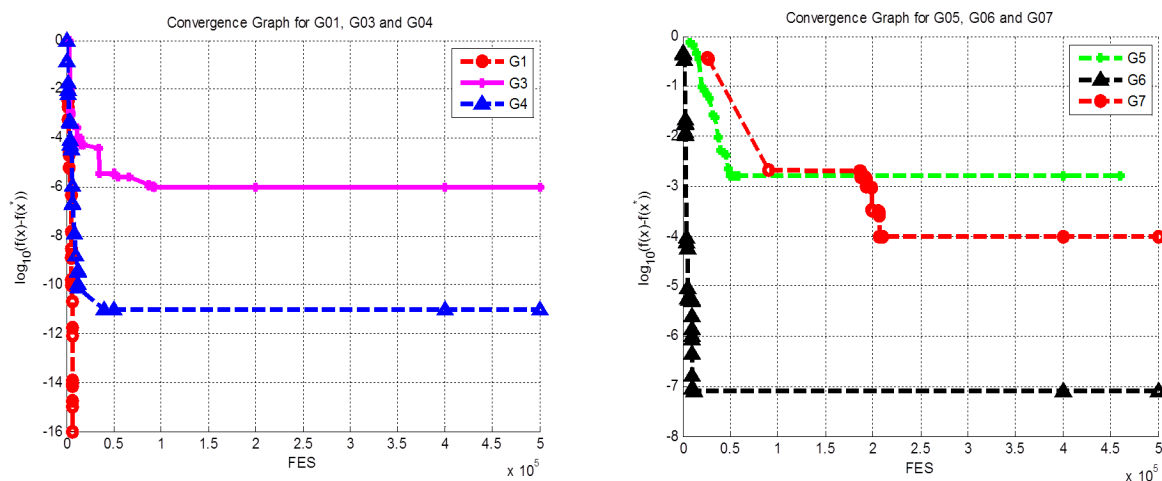 Convergence Graph for G01, G03 and G04
0
-2
-4
-6
-8
-10
-12
-14
-16
log10(f(x)-f(x*))
G1
G3
G4
0 0.5 1 1.5 2 2.5 3 3.5 4 4.5 5
FES
x 10^5
Convergence Graph for G05, G06 and G07
0
-1
-2
-3
-4
-5
-6
-7
-8
log10(f(x)-f(x*))
G5
G6
G7
0 0.5 1 1.5 2 2.5 3 3.5 4 4.5 5
FES
x 10^5